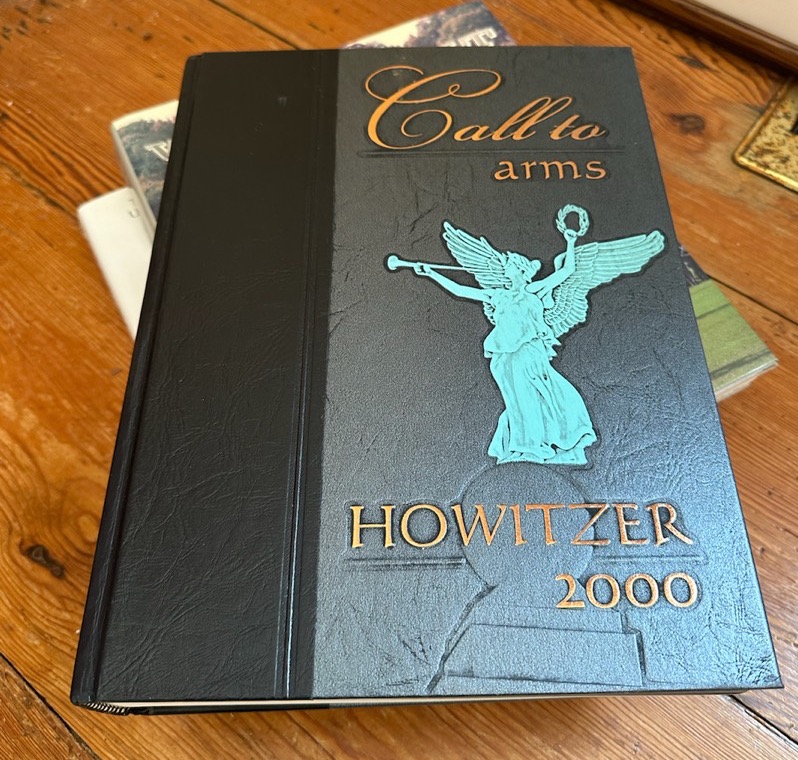 Call to
arms
HOWITZER
2000